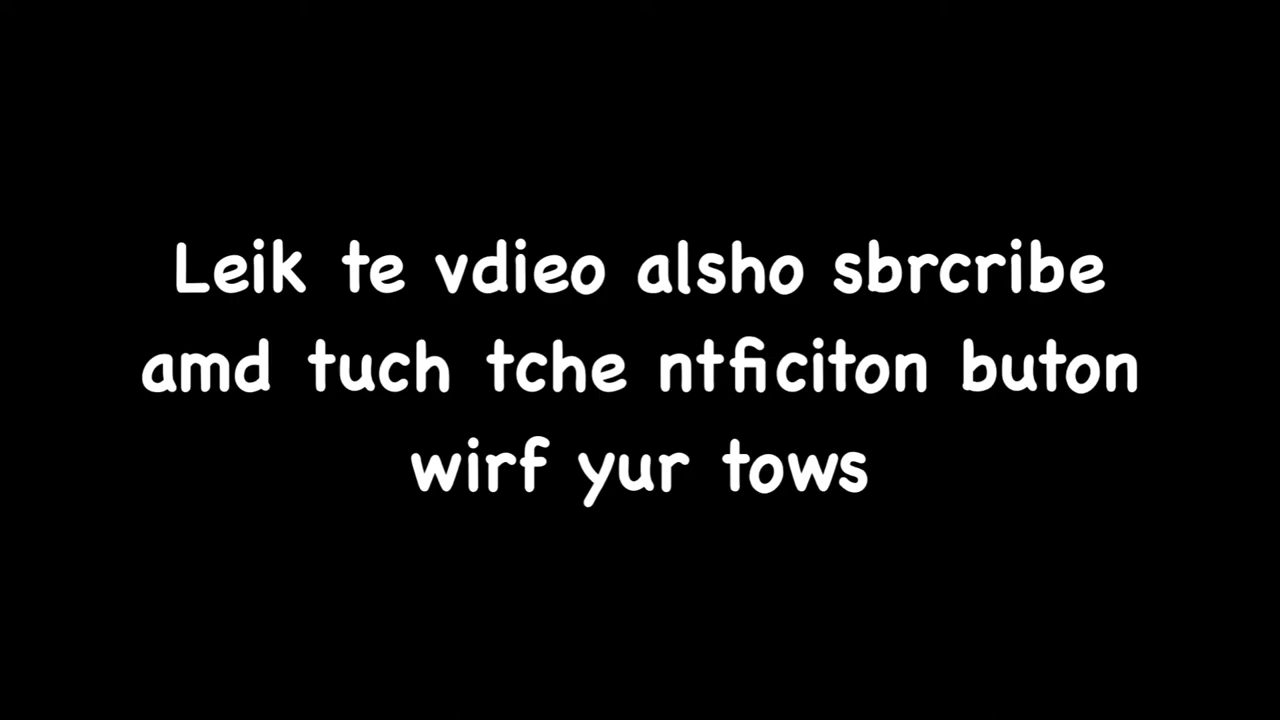 Leik te vdieo alsho sbrcribe
amd tuch tche ntficiton buton
wirf yur tows